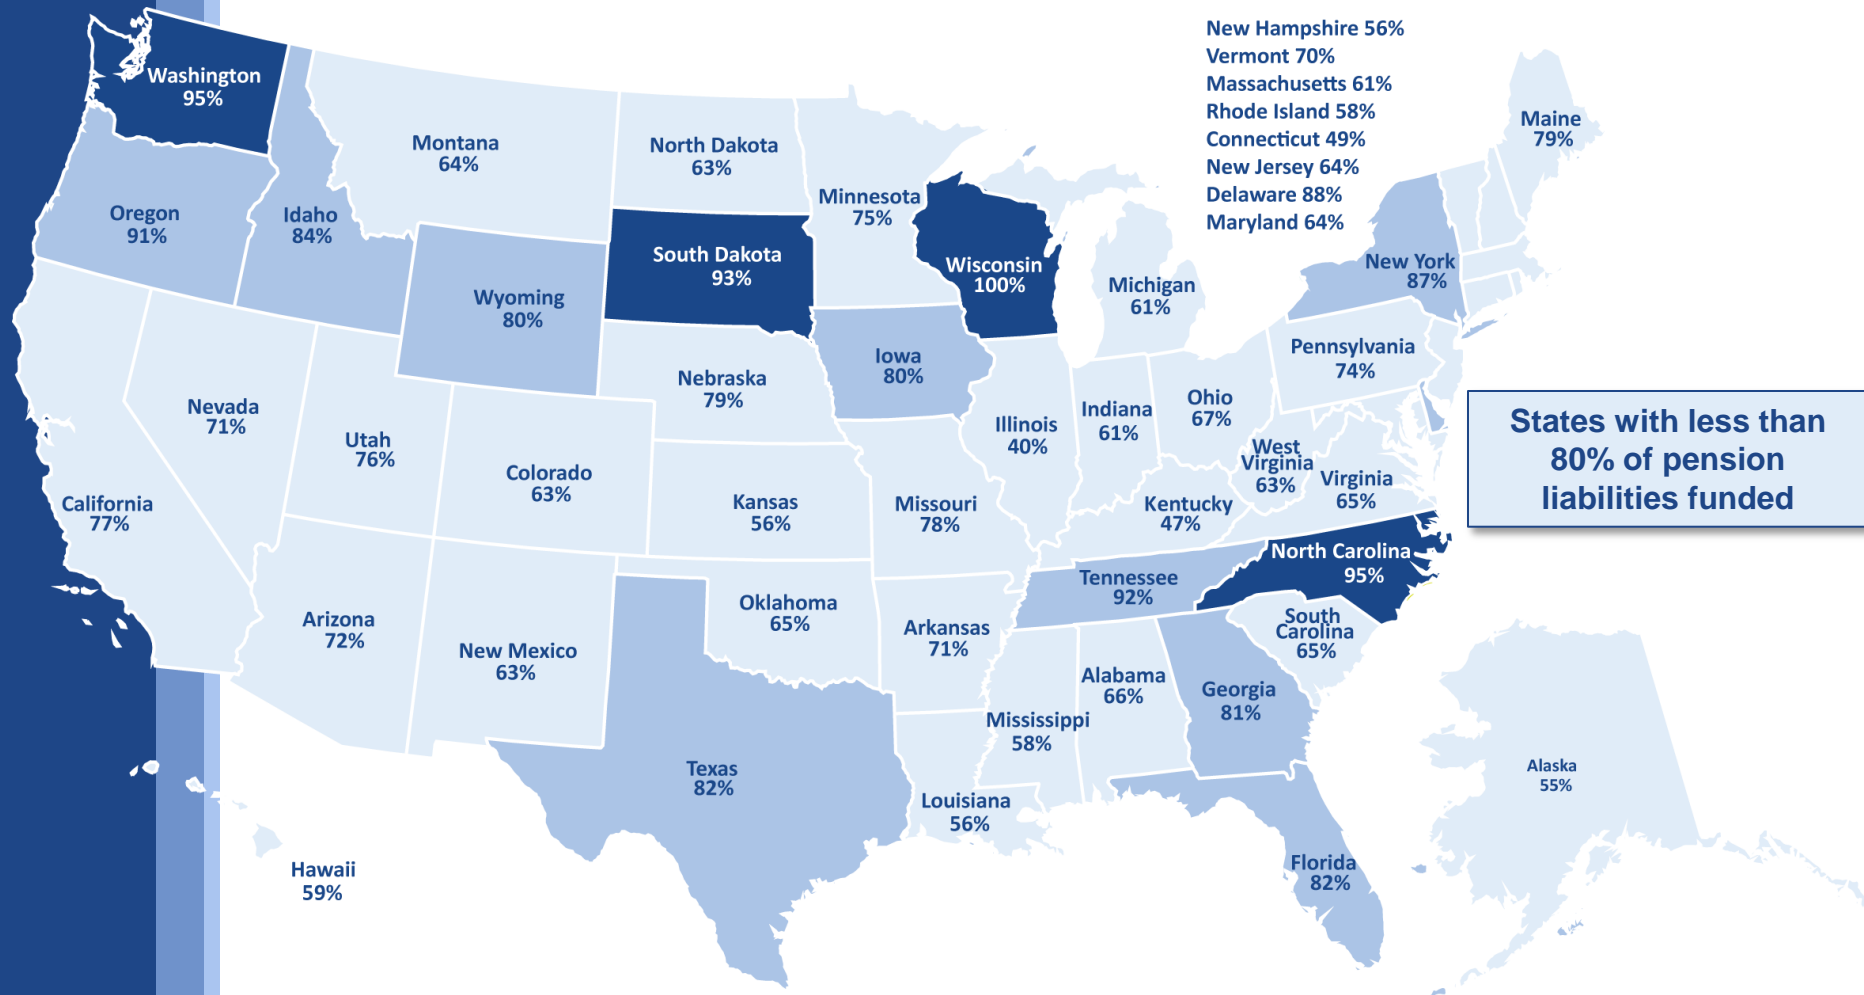 New Hampshire 56%
Vermont 70%
Massachusetts 61%
Rhode Island 58%
Connecticut 49%
New Jersey 64%
Delaware 88%
Maryland 64%
Washington
95%
Montana
64%
North Dakota
63%
Minnesota
75%
Maine
79%
Oregon
91%
Idaho
84%
South Dakota
93%
Wisconsin
100%
Michigan
61%
New York
87%
Wyoming
80%
Iowa
80%
Nebraska
79%
Pennsylvania
74%
Nevada
71%
Utah
76%
Illinois
40%
Indiana
61%
Ohio
67%
States with less than
80% of pension
liabilities funded
West
Virginia
63%
Virginia
65%
California
77%
Colorado
63%
Kansas
56%
Missouri
78%
Kentucky
47%
North Carolina
95%
Tennessee
92%
Arizona
72%
New Mexico
63%
Oklahoma
65%
Arkansas
71%
South
Carolina
65%
Alabama
66%
Georgia
81%
Mississippi
58%
Texas
82%
Louisiana
56%
Alaska
55%
Hawaii
59%
Florida
82%